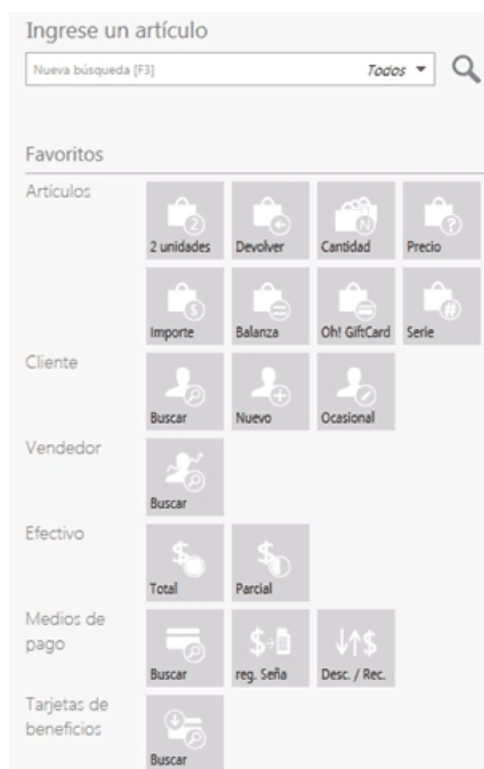 Ingrese un artículo
Nueva búsqueda [F3] Todos
Favoritos
Artículos
2
N
?
2 unidades Devolver Cantidad Precio
$
#
Importe Balanza Oh! GiftCard Serie
Cliente
Buscar Nuevo Ocasional
Vendedor
Buscar
Efectivo
$ $
Total Parcial
Medios de
pago
$ $
Buscar reg. Seña Desc. / Rec.
Tarjetas de
beneficios
Buscar